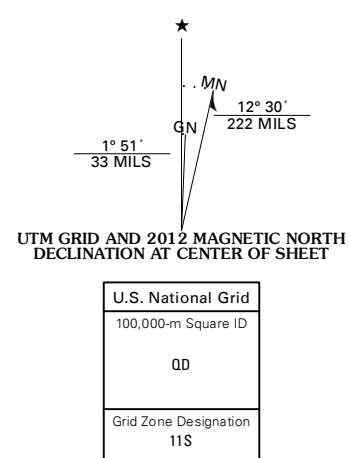 ★
MN
GN
12° 30´
222 MILS
1° 51´
33 MILS
UTM GRID AND 2012 MAGNETIC NORTH
DECLINATION AT CENTER OF SHEET
U.S. National Grid
100,000-m Square ID
QD
Grid Zone Designation
11S